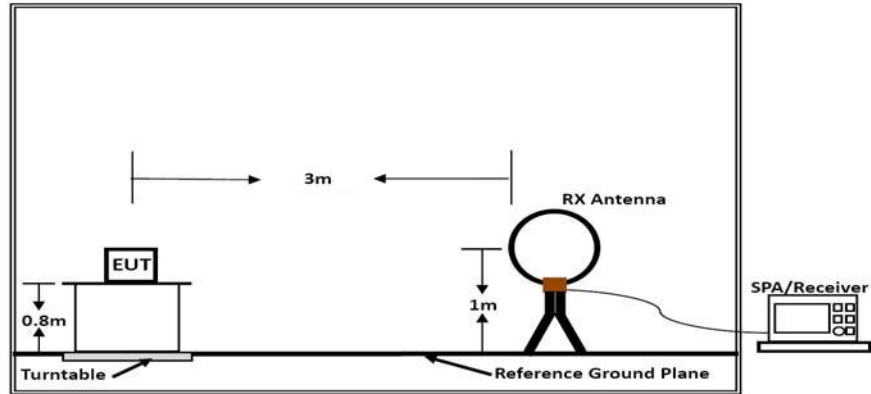 3m
RX Antenna
EUT
SPA/Receiver
0.8m
1m
Turntable
Reference Ground Plane